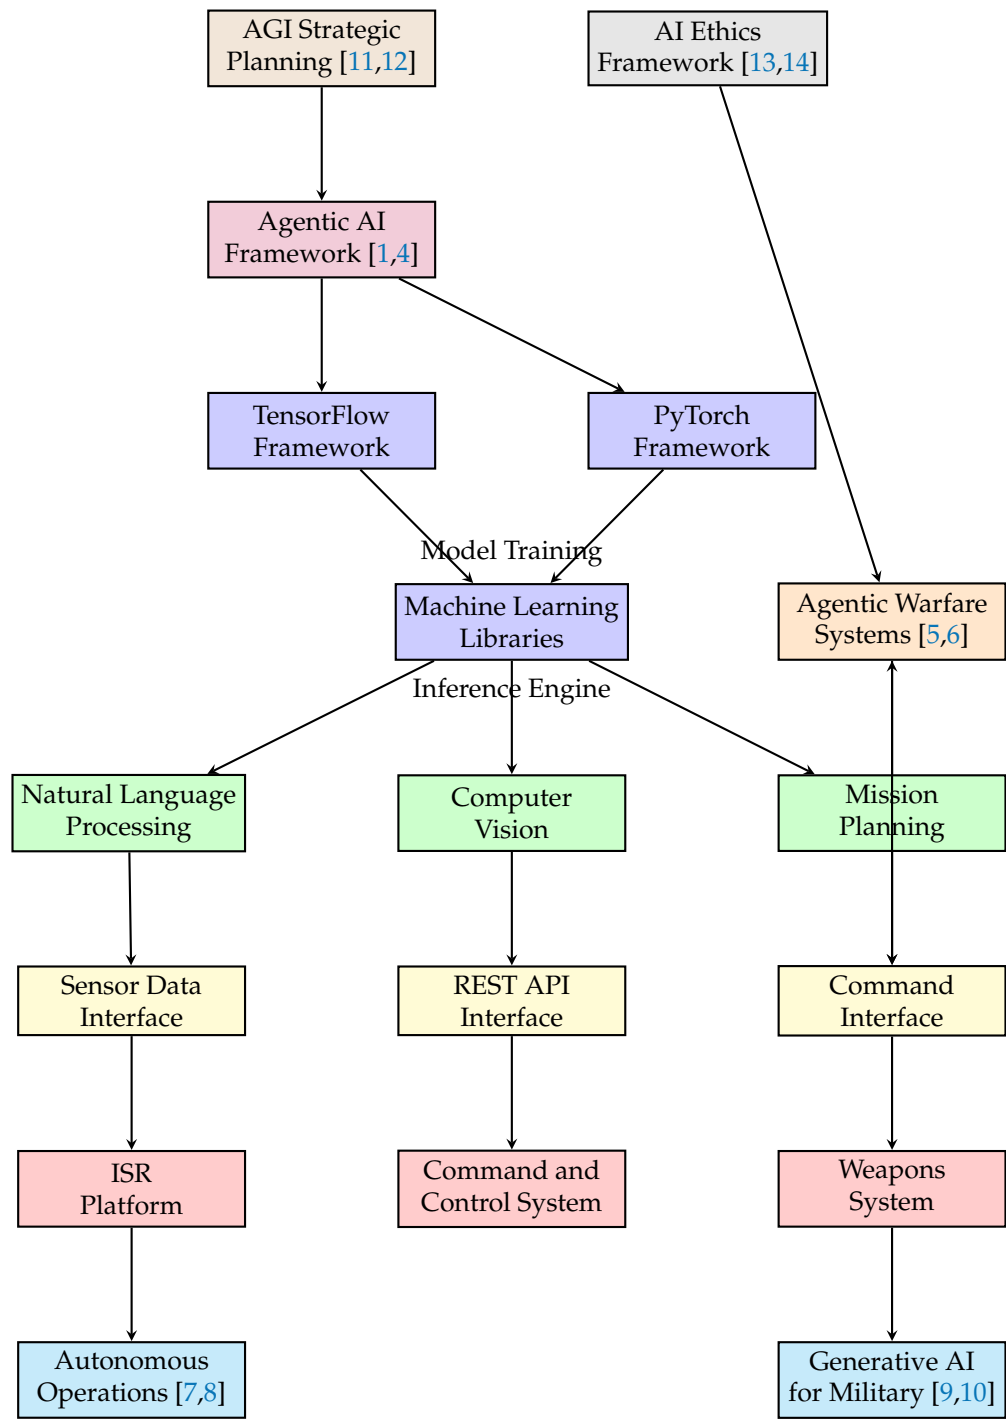 AGI Strategic
Planning [11,12]
AI Ethics
Framework [13,14]
Agentic AI
Framework [1,4]
TensorFlow
Framework
PyTorch
Framework
Model Training
Machine Learning
Libraries
Agentic Warfare
Systems [5,6]
Inference Engine
Natural Language
Processing
Computer
Vision
Mission
Planning
Sensor Data
Interface
REST API
Interface
Command
Interface
ISR
Platform
Command and
Control System
Weapons
System
Autonomous
Operations [7,8]
Generative AI
for Military [9,10]